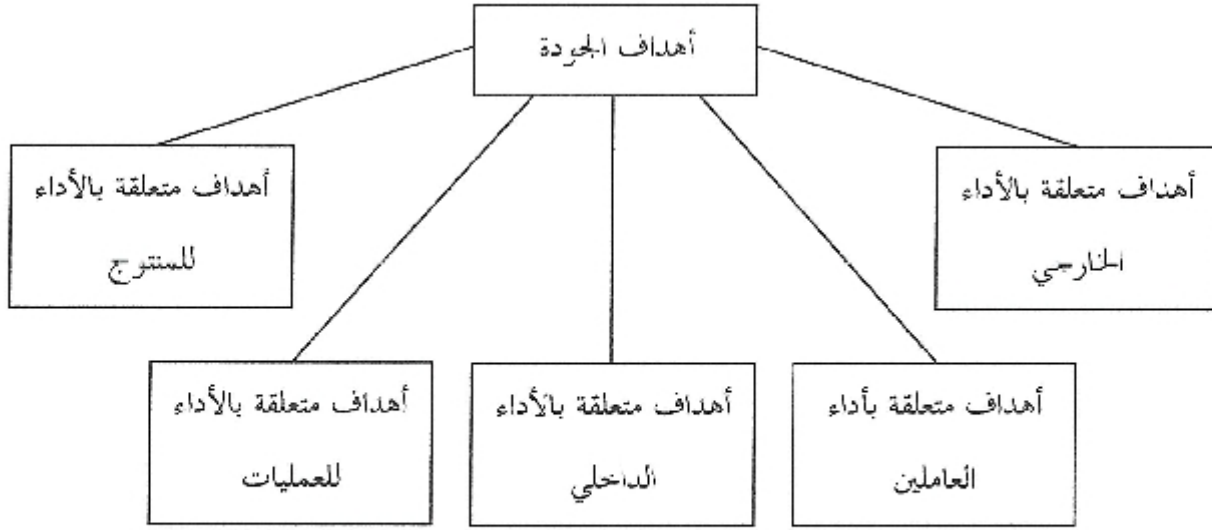 أهداف الجودة
أهداف متعلقة بالأداء
الخارجي
أهداف متعلقة بالأداء
للمنتوج
أهداف متعلقة بأداء
العاملين
أهداف متعلقة بالأداء
الداخلي
أهداف متعلقة بالأداء
للعمليات